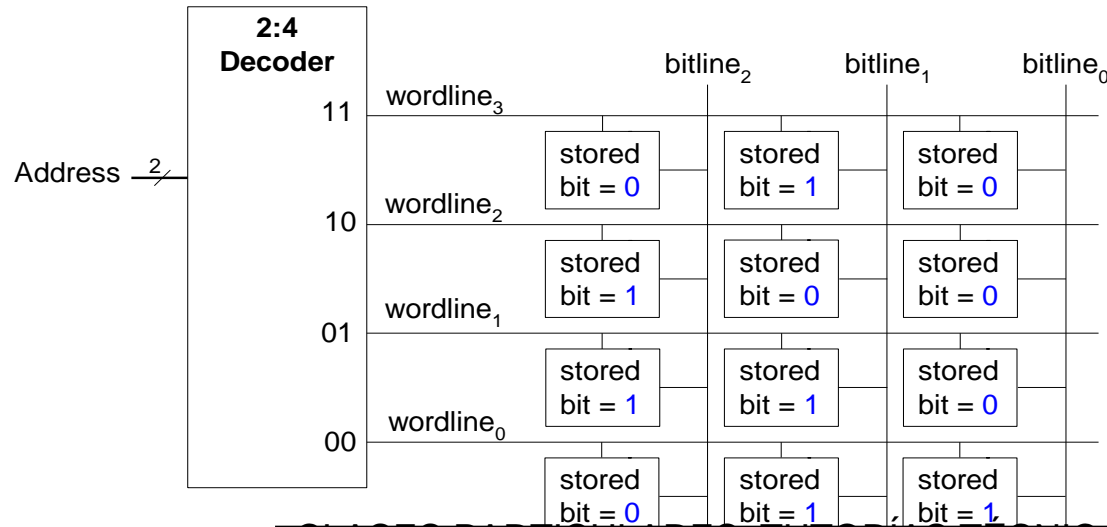 2:4
Decoder
bitline₂ bitline₁ bitline₀
wordline₃
11
stored stored stored
bit = 0 bit = 1 bit = 0
Address 2
wordline₂
10
stored stored stored
bit = 1 bit = 0 bit = 0
wordline₁
01
stored stored stored
bit = 1 bit = 1 bit = 0
wordline₀
00
stored stored stored
bit = 0 bit = 1 bit = 1